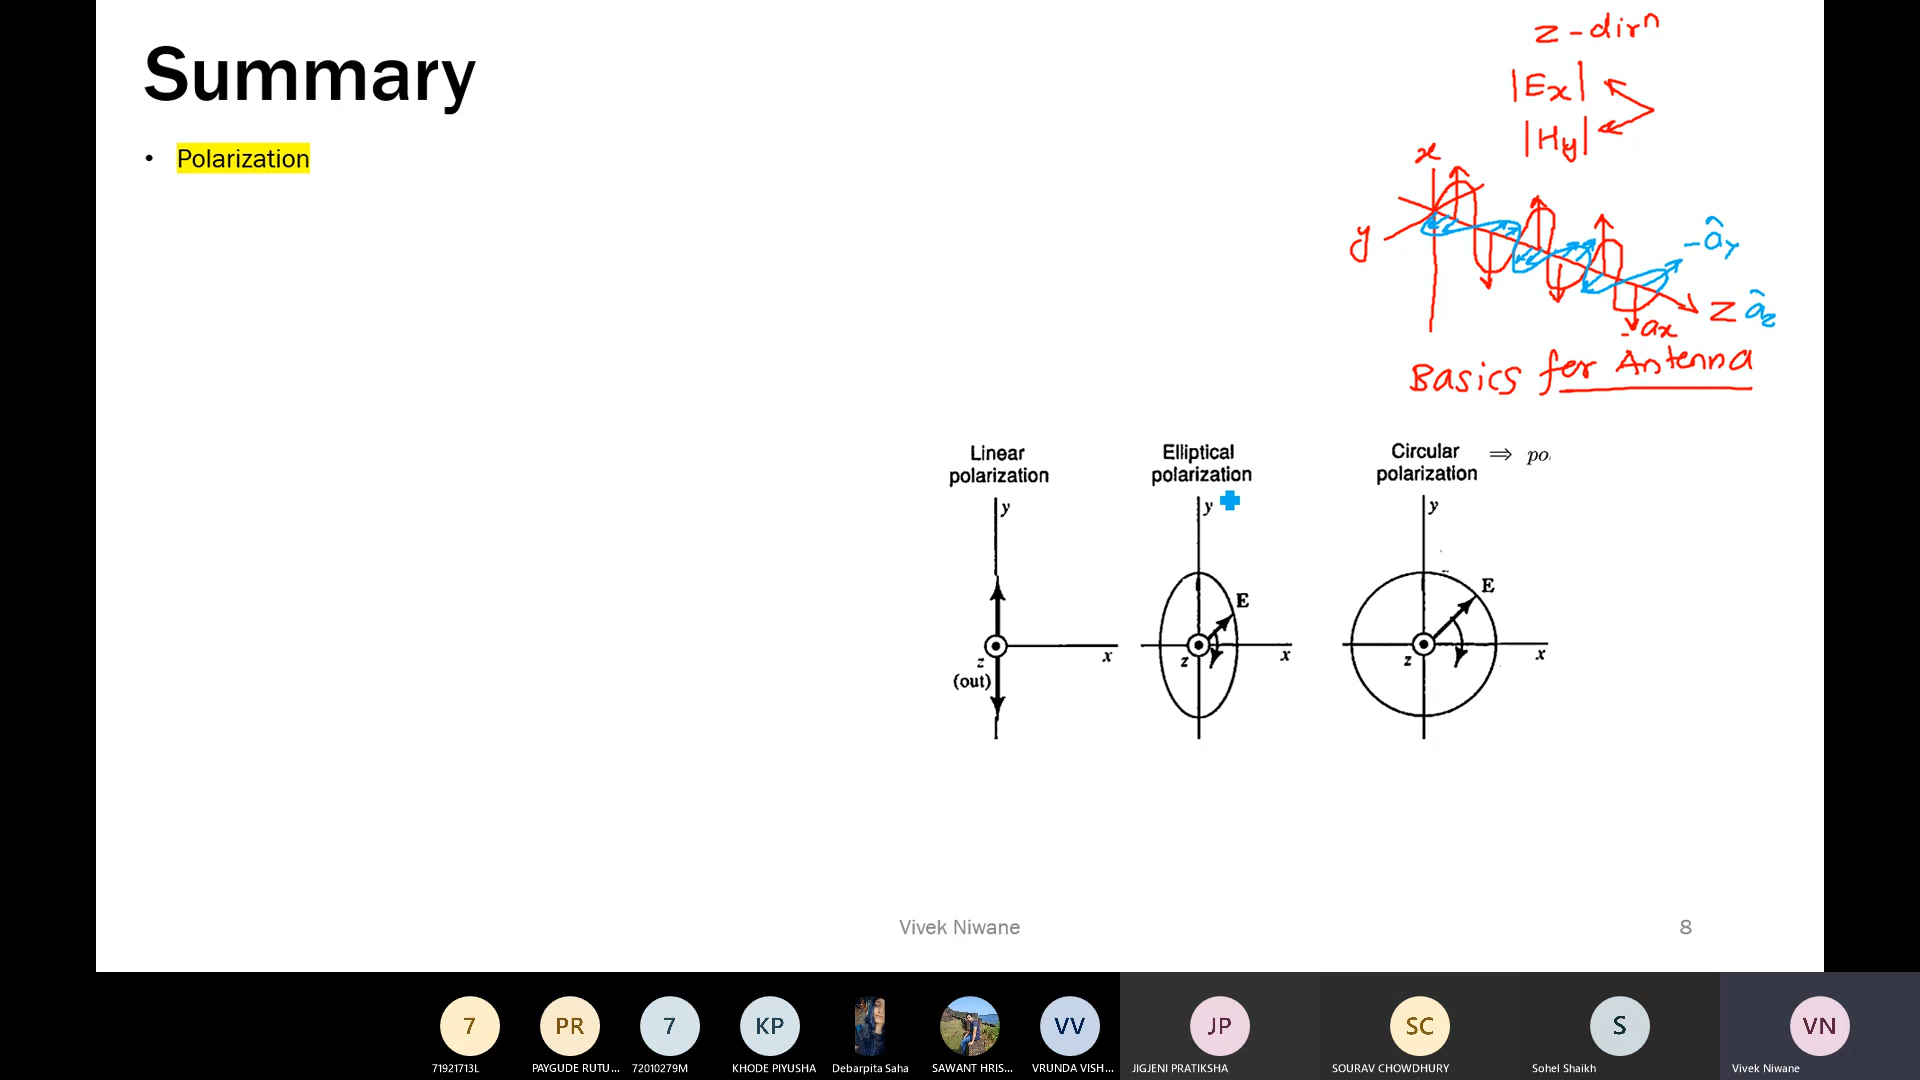 Summary
• Polarization
z - dirⁿ
|Ex|
|Hy|
x
y
-ây
z âz
- ax
Basics for Antenna
Linear
polarization
Elliptical
polarization
Circular
polarization
⟹ po
y
x
z
(out)
y
E
x
z
y
E
x
z
Vivek Niwane
8
7
PR
7
KP
VV
JP
SC
S
VN
71921713L
PAYGUDE RUTU...
72010279M
KHODE PIYUSHA
Debarpita Saha
SAWANT HRIS...
VRUNDA VISH...
JIGJENI PRATIKSHA
SOURAV CHOWDHURY
Sohel Shaikh
Vivek Niwane